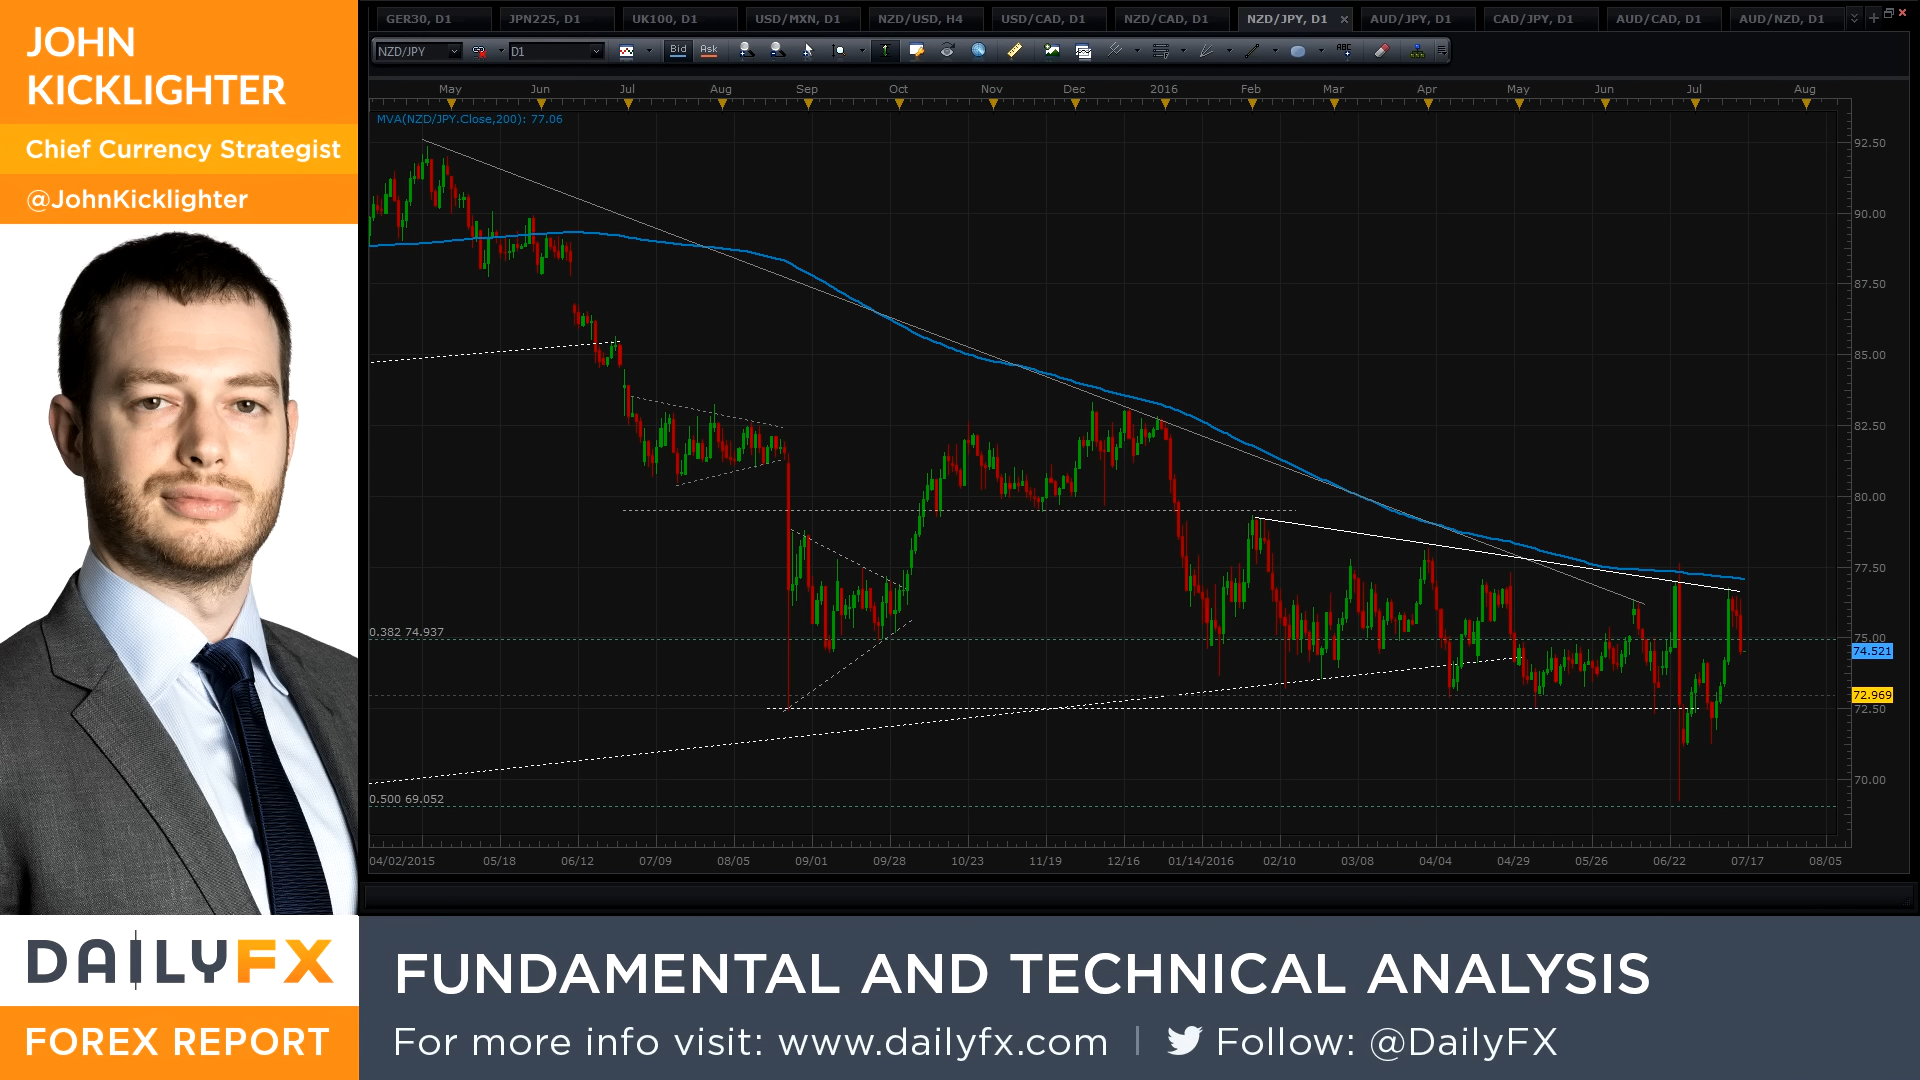 JOHN
KICKLIGHTER
Chief Currency Strategist
@JohnKicklighter
DAILYFX
FOREX REPORT
GER30, D1 JPN225, D1 UK100, D1 USD/MXN, D1 NZD/USD, H4 USD/CAD, D1 NZD/CAD, D1 NZD/JPY, D1 AUD/JPY, D1 CAD/JPY, D1 AUD/CAD, D1 AUD/NZD, D1
NZD/JPY D1 Bid Ask ABC
May Jun Jul Aug Sep Oct Nov Dec 2016 Feb Mar Apr May Jun Jul Aug
MVA(NZD/JPY.Close,200): 77.06
92.50
90.00
87.50
85.00
82.50
80.00
77.50
0.382 74.937
75.00
74.521
72.969
72.50
70.00
0.500 69.052
04/02/2015 05/18 06/12 07/09 08/05 09/01 09/28 10/23 11/19 12/16 01/14/2016 02/10 03/08 04/04 04/29 05/26 06/22 07/17 08/05
FUNDAMENTAL AND TECHNICAL ANALYSIS
For more info visit: www.dailyfx.com | Follow: @DailyFX